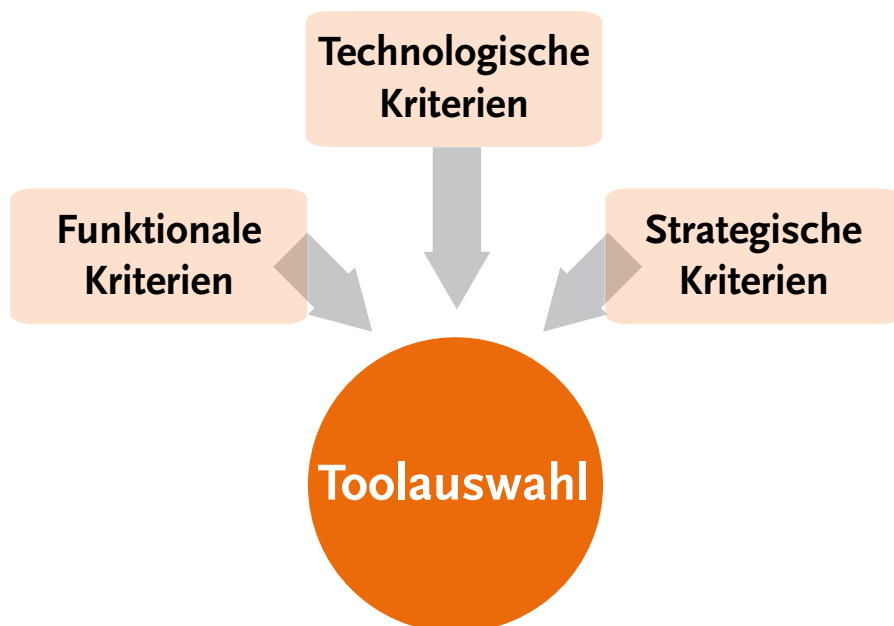 Technologische
Kriterien
Funktionale
Kriterien
Strategische
Kriterien
Toolauswahl